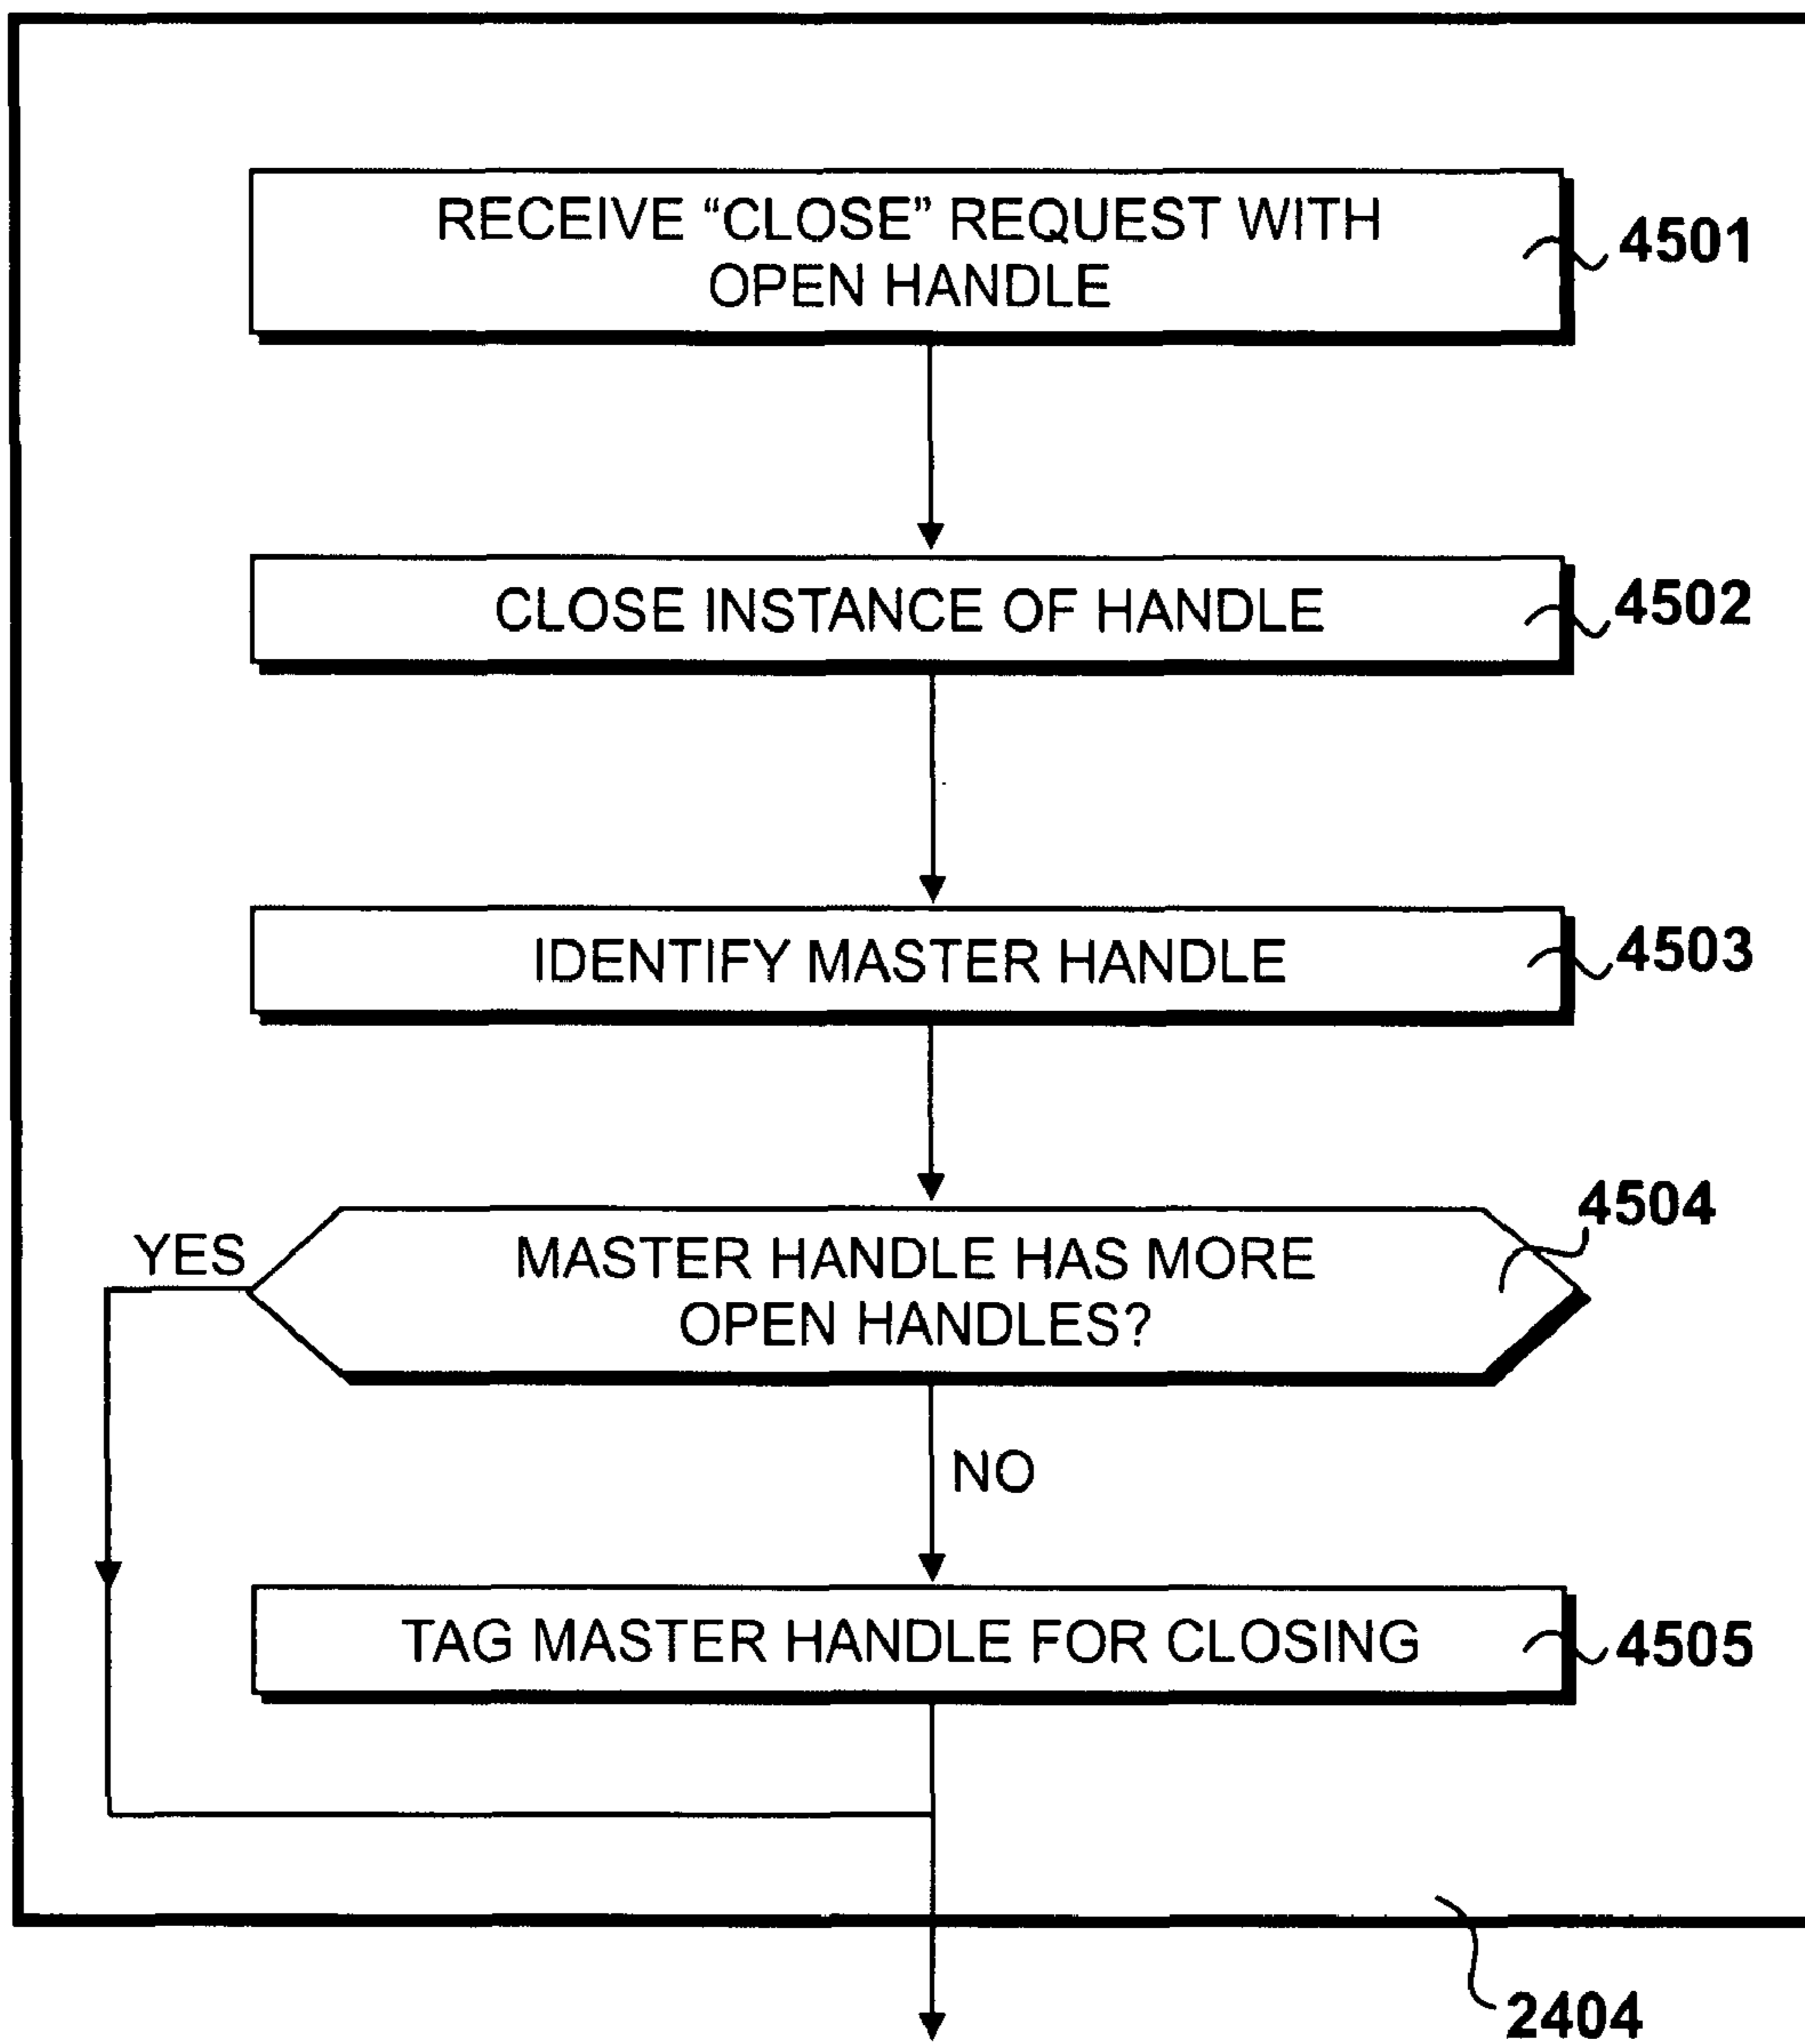 RECEIVE “CLOSE” REQUEST WITH
OPEN HANDLE
4501
CLOSE INSTANCE OF HANDLE
4502
IDENTIFY MASTER HANDLE
4503
4504
YES
MASTER HANDLE HAS MORE
OPEN HANDLES?
NO
TAG MASTER HANDLE FOR CLOSING
4505
2404